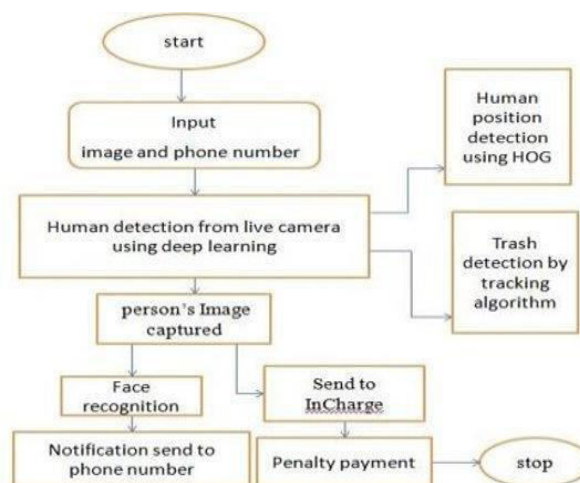 start
Input
image and phone number
Human
position
detection
using HOG
Human detection from live camera
using deep learning
Trash
detection by
tracking
algorithm
person's Image
captured
Face
recognition
Send to
InCharge
Notification send to
phone number
Penalty payment
stop